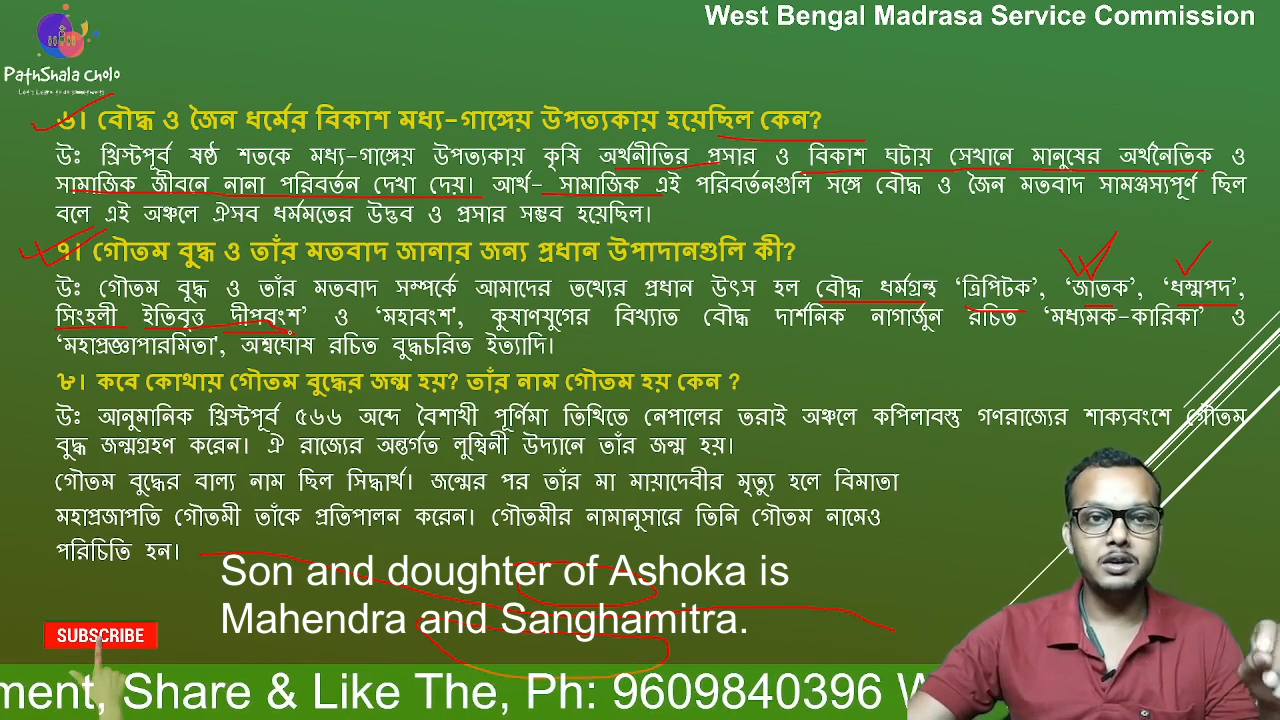 West Bengal Madrasa Service Commission
PathShala Cholo
৬। বৌদ্ধ ও জৈন ধর্মের বিকাশ মধ্য-গাঙ্গেয় উপত্যকায় হয়েছিল কেন?
উঃ খ্রিস্টপূর্ব ষষ্ঠ শতকে মধ্য-গাঙ্গেয় উপত্যকায় কৃষি অর্থনীতির প্রসার ও বিকাশ ঘটায় সেখানে মানুষের অর্থনৈতিক ও
সামাজিক জীবনে নানা পরিবর্তন দেখা দেয়। আর্থ- সামাজিক এই পরিবর্তনগুলি সঙ্গে বৌদ্ধ ও জৈন মতবাদ সামঞ্জস্যপূর্ণ ছিল
বলে এই অঞ্চলে ঐসব ধর্মমতের উদ্ভব ও প্রসার সম্ভব হয়েছিল।
৭। গৌতম বুদ্ধ ও তাঁর মতবাদ জানার জন্য প্রধান উপাদানগুলি কী?
উঃ গৌতম বুদ্ধ ও তাঁর মতবাদ সম্পর্কে আমাদের তথ্যের প্রধান উৎস হল বৌদ্ধ ধর্মগ্রন্থ ‘ত্রিপিটক’, ‘জাতক’, ‘ধম্মপদ’,
সিংহলী ইতিবৃত্ত দীপবংশ’ ও ‘মহাবংশ', কুষাণযুগের বিখ্যাত বৌদ্ধ দার্শনিক নাগার্জুন রচিত ‘মধ্যমক-কারিকা’ ও
‘মহাপ্রজ্ঞাপারমিতা', অশ্বঘোষ রচিত বুদ্ধচরিত ইত্যাদি।
৮। কবে কোথায় গৌতম বুদ্ধের জন্ম হয়? তাঁর নাম গৌতম হয় কেন ?
উঃ আনুমানিক খ্রিস্টপূর্ব ৫৬৬ অব্দে বৈশাখী পূর্ণিমা তিথিতে নেপালের তরাই অঞ্চলে কপিলাবস্তু গণরাজ্যের শাক্যবংশে গৌতম
বুদ্ধ জন্মগ্রহণ করেন। ঐ রাজ্যের অন্তর্গত লুম্বিনী উদ্যানে তাঁর জন্ম হয়।
গৌতম বুদ্ধের বাল্য নাম ছিল সিদ্ধার্থ। জন্মের পর তাঁর মা মায়াদেবীর মৃত্যু হলে বিমাতা
মহাপ্রজাপতি গৌতমী তাঁকে প্রতিপালন করেন। গৌতমীর নামানুসারে তিনি গৌতম নামেও
পরিচিতি হন।
Son and doughter of Ashoka is
Mahendra and Sanghamitra.
SUBSCRIBE
ment, Share & Like The, Ph: 9609840396 W